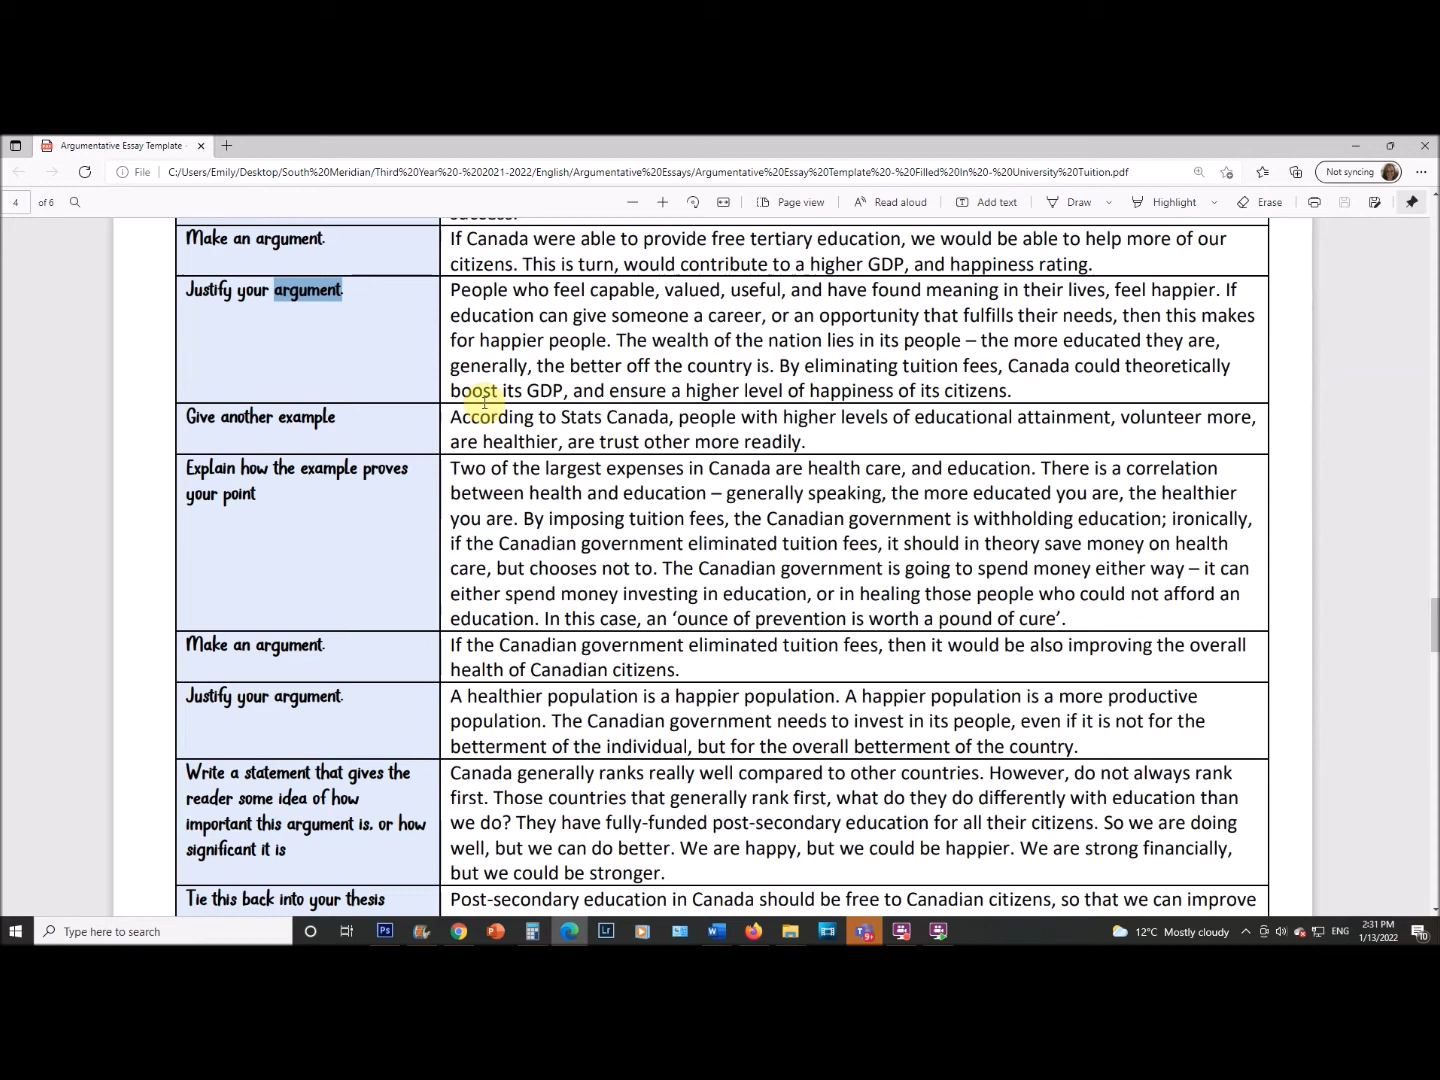 Argumentative Essay Template -
File C:/Users/Emily/Desktop/South%20Meridian/Third%20Year%20-%202021-2022/English/Argumentative%20Essays/Argumentative%20Essay%20Template%20-%20Filled%20In%20-%20University%20Tuition.pdf Not syncing
4 of 6 Page view Read aloud Add text Draw Highlight Erase
success.
Make an argument.
If Canada were able to provide free tertiary education, we would be able to help more of our
citizens. This is turn, would contribute to a higher GDP, and happiness rating.
Justify your argument.
People who feel capable, valued, useful, and have found meaning in their lives, feel happier. If
education can give someone a career, or an opportunity that fulfills their needs, then this makes
for happier people. The wealth of the nation lies in its people – the more educated they are,
generally, the better off the country is. By eliminating tuition fees, Canada could theoretically
boost its GDP, and ensure a higher level of happiness of its citizens.
Give another example
According to Stats Canada, people with higher levels of educational attainment, volunteer more,
are healthier, are trust other more readily.
Explain how the example proves
your point
Two of the largest expenses in Canada are health care, and education. There is a correlation
between health and education – generally speaking, the more educated you are, the healthier
you are. By imposing tuition fees, the Canadian government is withholding education; ironically,
if the Canadian government eliminated tuition fees, it should in theory save money on health
care, but chooses not to. The Canadian government is going to spend money either way – it can
either spend money investing in education, or in healing those people who could not afford an
education. In this case, an ‘ounce of prevention is worth a pound of cure’.
Make an argument.
If the Canadian government eliminated tuition fees, then it would be also improving the overall
health of Canadian citizens.
Justify your argument.
A healthier population is a happier population. A happier population is a more productive
population. The Canadian government needs to invest in its people, even if it is not for the
betterment of the individual, but for the overall betterment of the country.
Write a statement that gives the
reader some idea of how
important this argument is, or how
significant it is
Canada generally ranks really well compared to other countries. However, do not always rank
first. Those countries that generally rank first, what do they do differently with education than
we do? They have fully-funded post-secondary education for all their citizens. So we are doing
well, but we can do better. We are happy, but we could be happier. We are strong financially,
but we could be stronger.
Tie this back into your thesis
Post-secondary education in Canada should be free to Canadian citizens, so that we can improve
Type here to search
Ps
Lr
9+
12°C Mostly cloudy
ENG
2:31 PM
1/13/2022
10